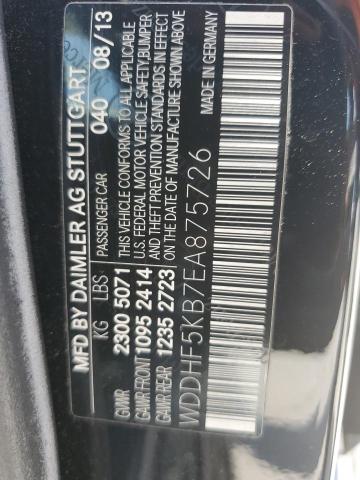 MFD BY DAIMLER AG STUTTGART
040 08/13
PASSENGER CAR
KG LBS
GVWR 2300 5071
GAWR FRONT 1095 2414
GAWR REAR 1235 2723
THIS VEHICLE CONFORMS TO ALL APPLICABLE
U.S. FEDERAL MOTOR VEHICLE SAFETY, BUMPER
AND THEFT PREVENTION STANDARDS IN EFFECT
ON THE DATE OF MANUFACTURE SHOWN ABOVE
WDDHF5KB7EA875726
MADE IN GERMANY